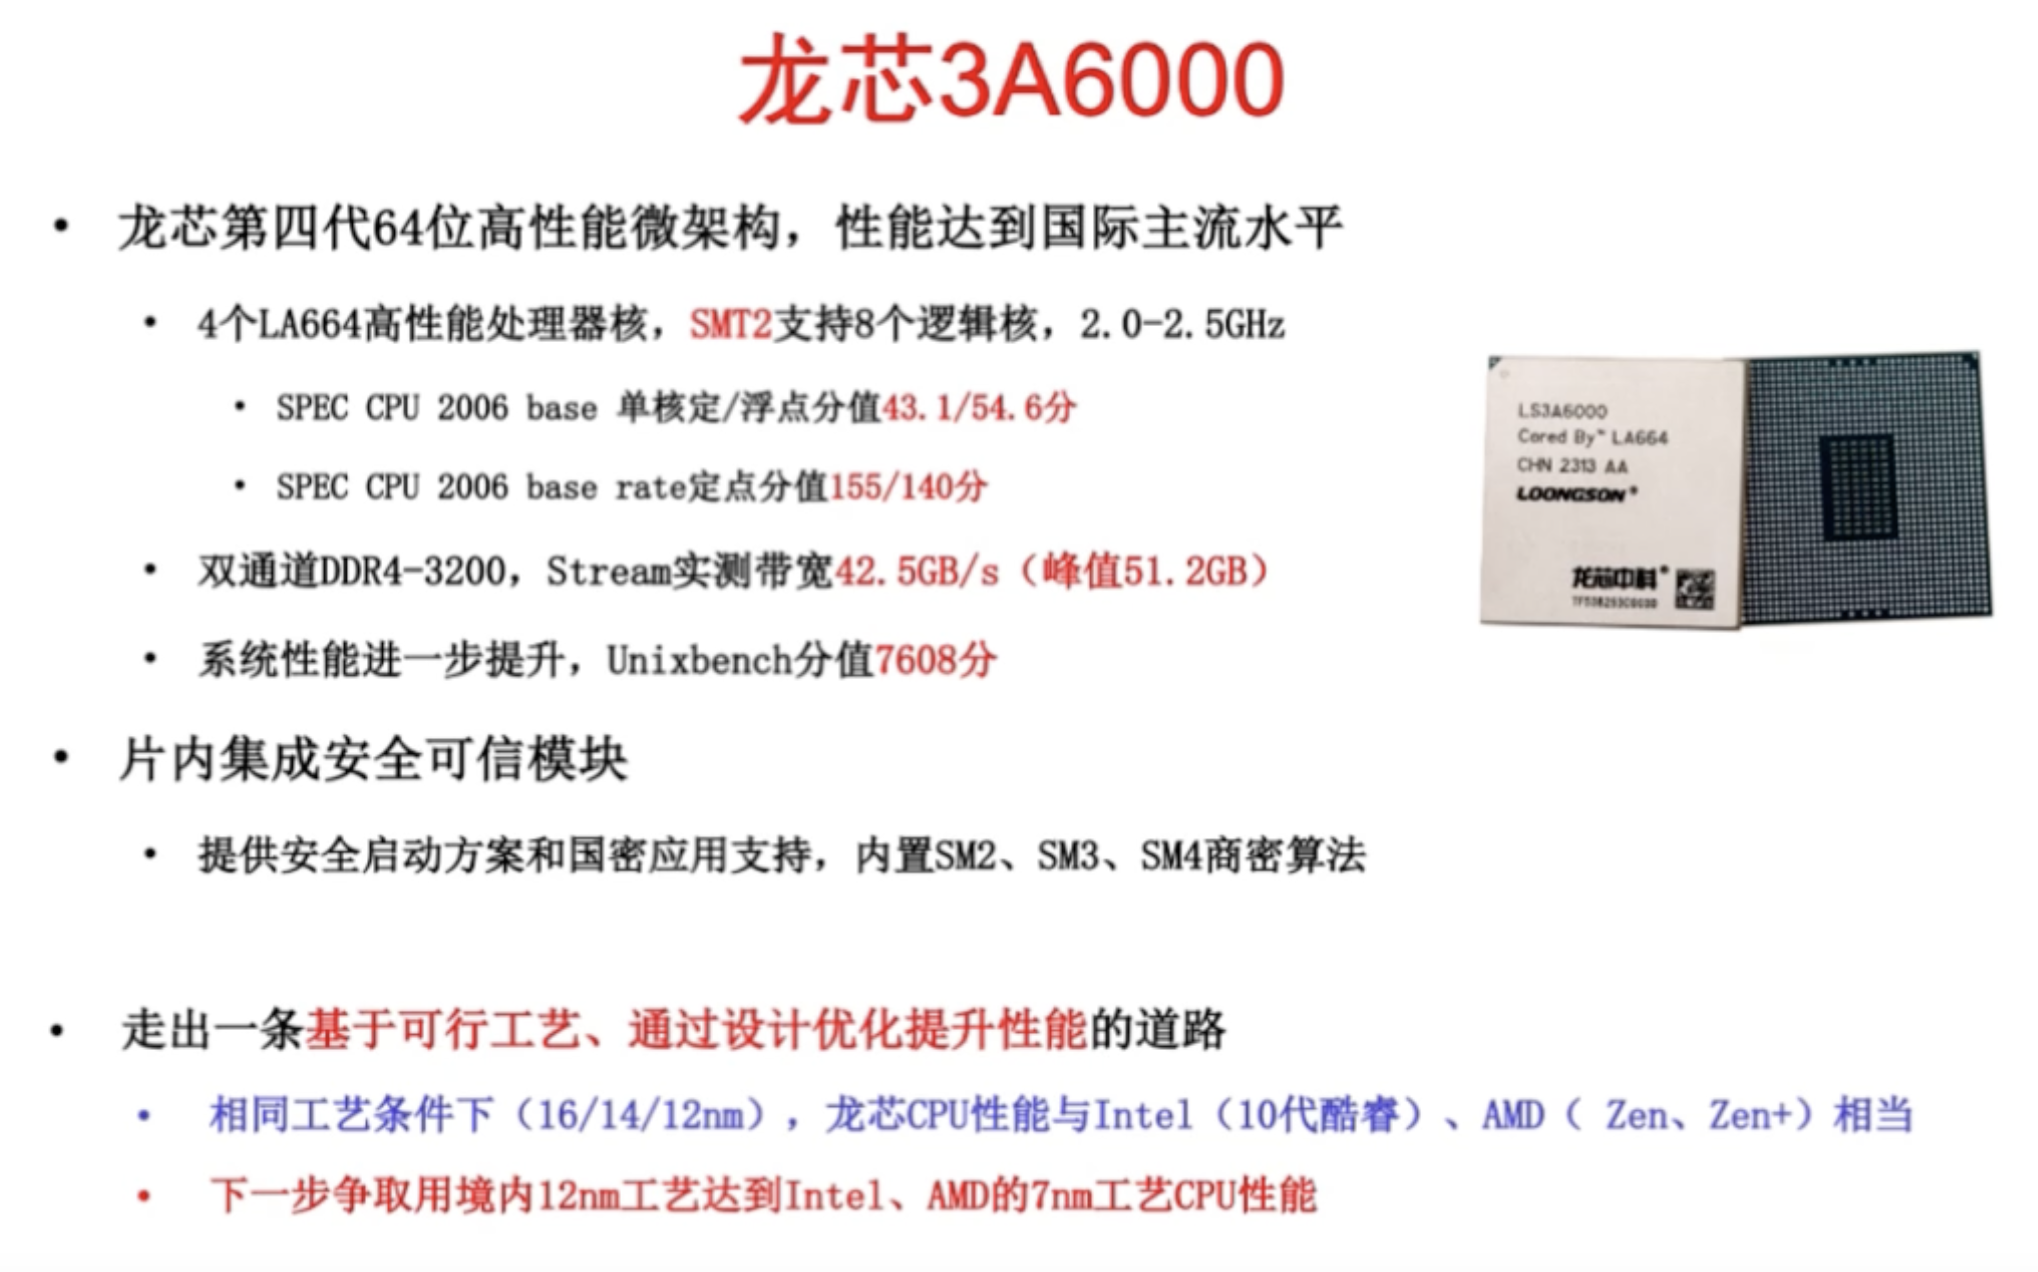 龙芯3A6000
• 龙芯第四代64位高性能微架构，性能达到国际主流水平
• 4个LA664高性能处理器核，SMT2支持8个逻辑核，2.0-2.5GHz
• SPEC CPU 2006 base 单核定/浮点分值43.1/54.6分
• SPEC CPU 2006 base rate定点分值155/140分
• 双通道DDR4-3200，Stream实测带宽42.5GB/s（峰值51.2GB）
• 系统性能进一步提升，Unixbench分值7608分
LS3A6000
Cored By™ LA664
CHN 2313 AA
LOONGSON®
龙芯中科®
• 片内集成安全可信模块
• 提供安全启动方案和国密应用支持，内置SM2、SM3、SM4商密算法
• 走出一条基于可行工艺、通过设计优化提升性能的道路
• 相同工艺条件下（16/14/12nm），龙芯CPU性能与Intel（10代酷睿）、AMD（ Zen、Zen+）相当
• 下一步争取用境内12nm工艺达到Intel、AMD的7nm工艺CPU性能